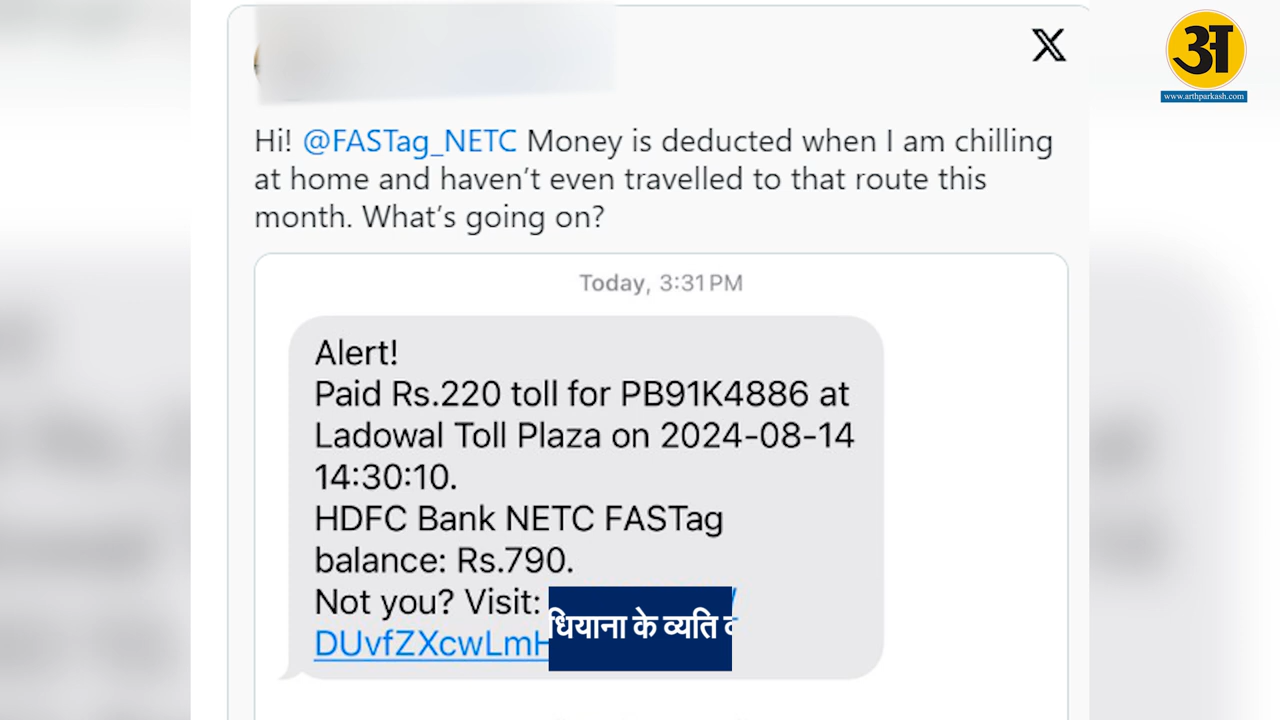 अ
www.arthparkash.com
Hi! @FASTag_NETC Money is deducted when I am chilling
at home and haven't even travelled to that route this
month. What's going on?
Today, 3:31 PM
Alert!
Paid Rs.220 toll for PB91K4886 at
Ladowal Toll Plaza on 2024-08-14
14:30:10.
HDFC Bank NETC FASTag
balance: Rs.790.
Not you? Visit:
DUvfZXcwLm
धियाना के व्यति